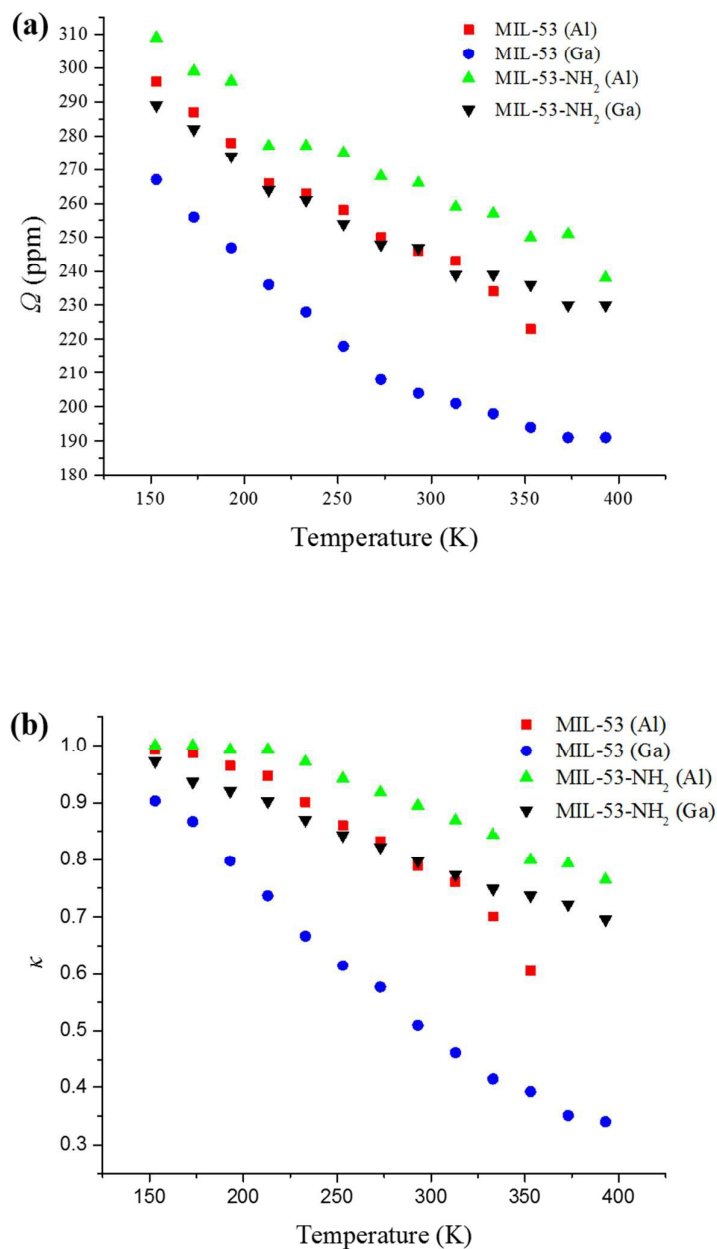 (a)
MIL-53 (Al)
MIL-53 (Ga)
MIL-53-NH₂ (Al)
MIL-53-NH₂ (Ga)
310
300
290
280
270
260
250
240
230
220
210
200
190
180
Ω (ppm)
150
200
250
300
350
400
Temperature (K)
(b)
MIL-53 (Al)
MIL-53 (Ga)
MIL-53-NH₂ (Al)
MIL-53-NH₂ (Ga)
1.0
0.9
0.8
0.7
0.6
0.5
0.4
0.3
κ
150
200
250
300
350
400
Temperature (K)